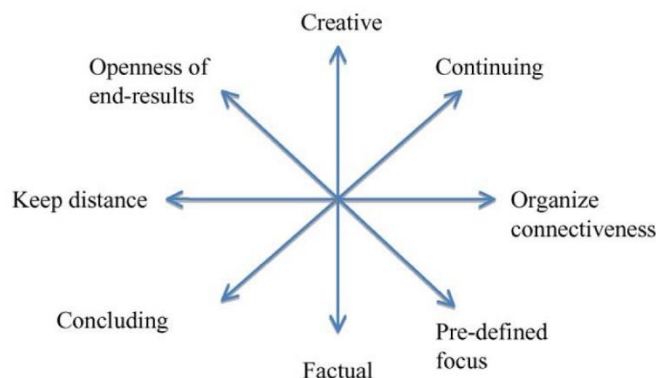 Creative
Openness of
end-results
Continuing
Keep distance
Organize
connectiveness
Concluding
Pre-defined
focus
Factual